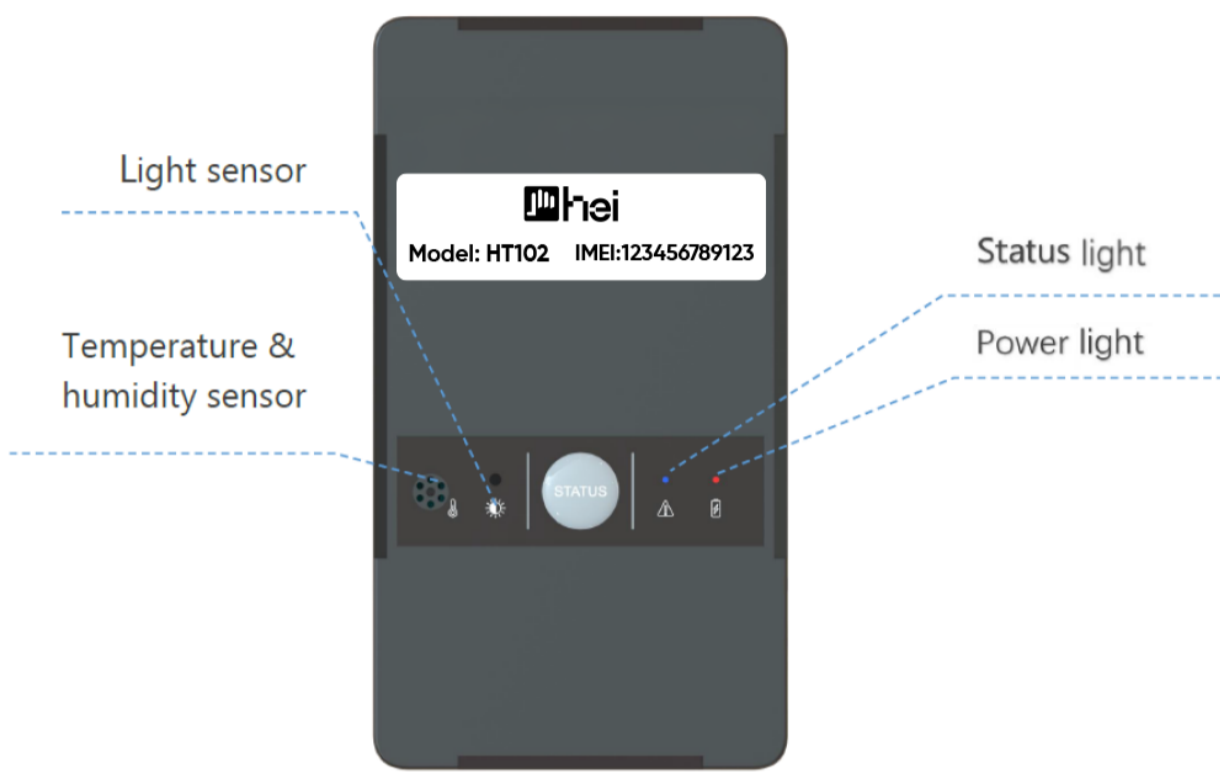 Light sensor
hei
Model: HT102 IMEI:123456789123
Status light
Power light
Temperature &
humidity sensor
STATUS